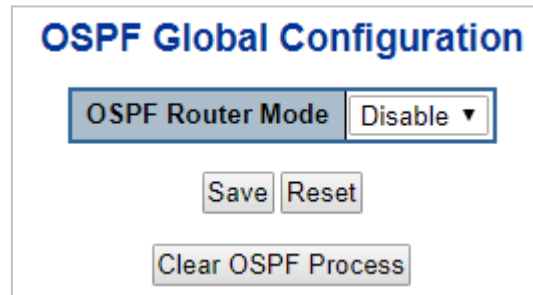 OSPF Global Configuration
OSPF Router Mode Disable
Save Reset
Clear OSPF Process